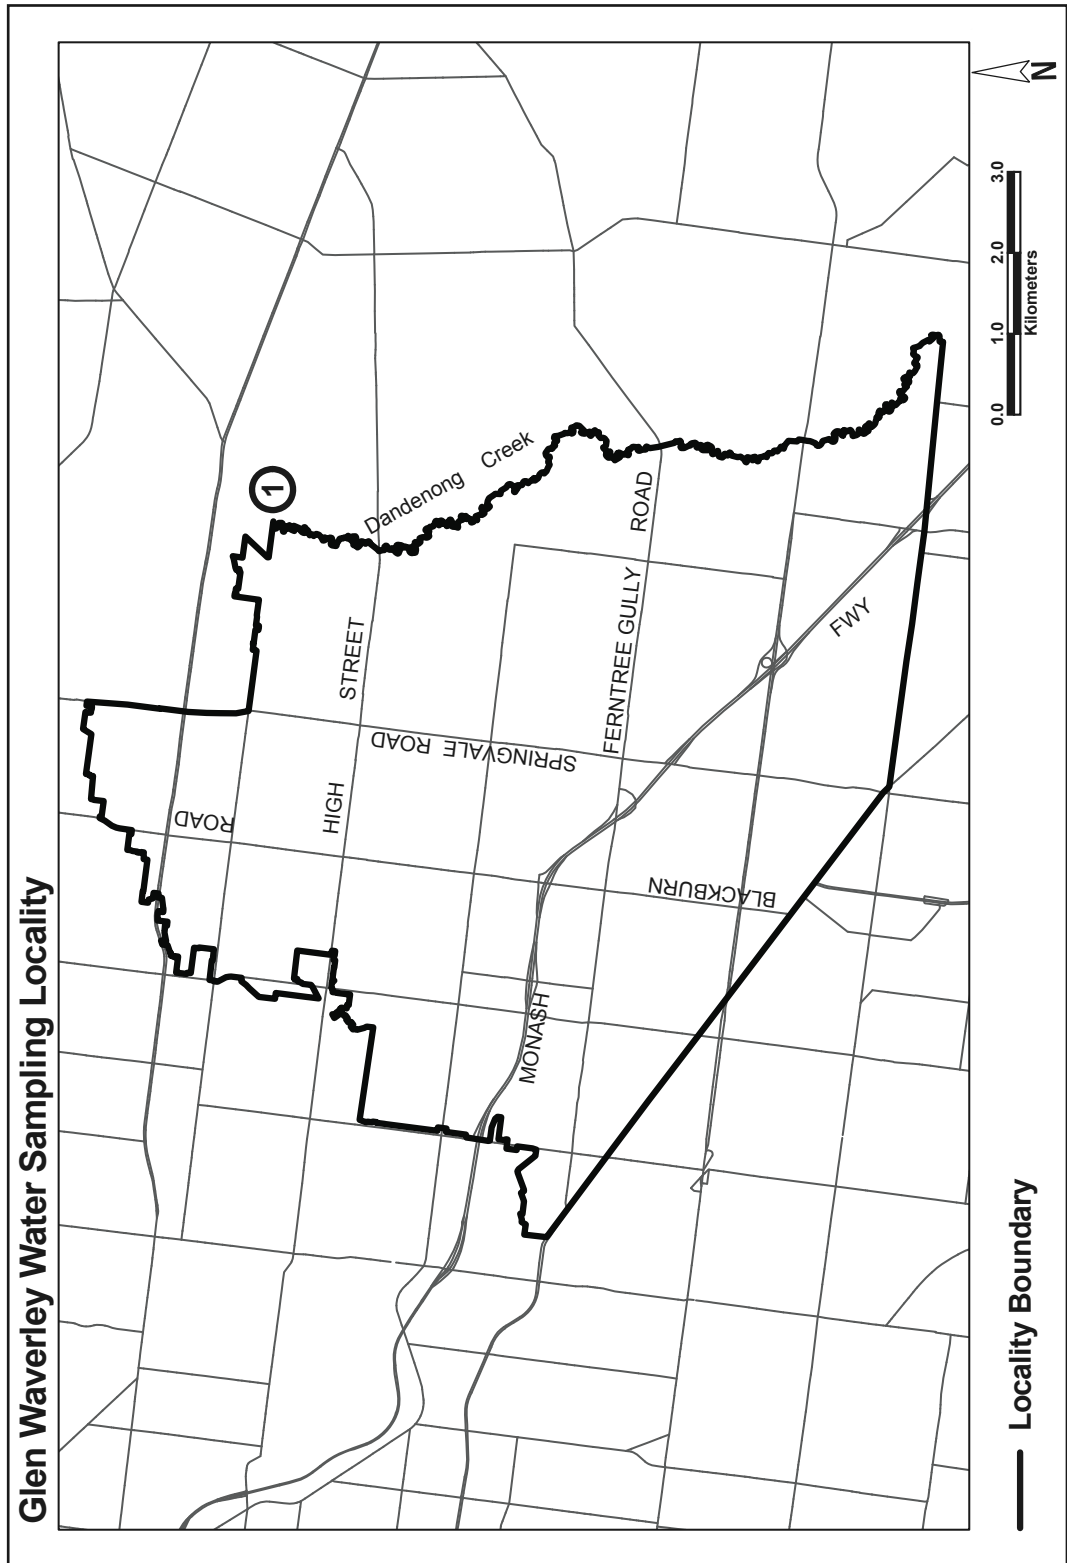 Glen Waverley Water Sampling Locality
1
Dandenong Creek
ROAD
HIGH STREET
SPRINGVALE ROAD
FERNTREE GULLY ROAD
BLACKBURN
MONASH FWY
N
0.0 1.0 2.0 3.0
Kilometers
Locality Boundary